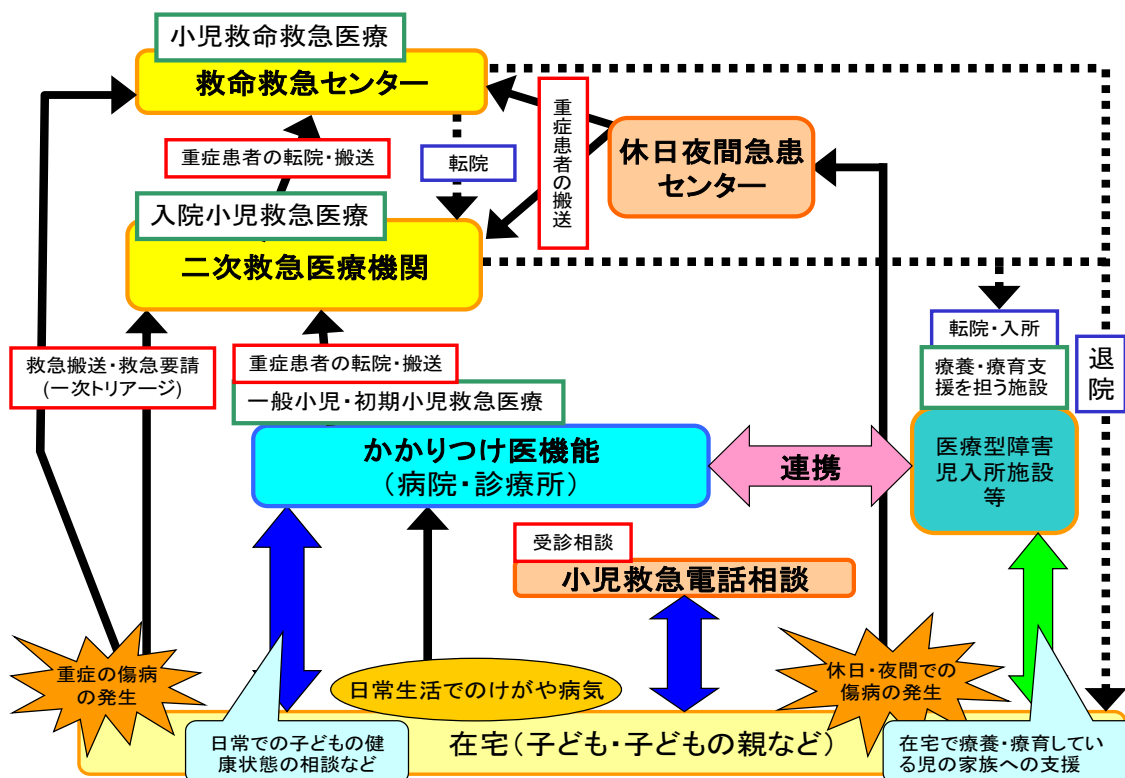 小児救命救急医療
救命救急センター
重症患者の転院・搬送
転院
重症患者の搬送
休日夜間急患
センター
入院小児救急医療
二次救急医療機関
救急搬送・救急要請
(一次トリアージ)
重症患者の転院・搬送
一般小児・初期小児救急医療
かかりつけ医機能
（病院・診療所）
連携
転院・入所
療養・療育支
援を担う施設
医療型障害
児入所施設
等
退院
受診相談
小児救急電話相談
重症の傷病
の発生
日常生活でのけがや病気
休日・夜間での
傷病の発生
日常での子どもの健
康状態の相談など
在宅（子ども・子どもの親など）
在宅で療養・療育してい
る児の家族への支援